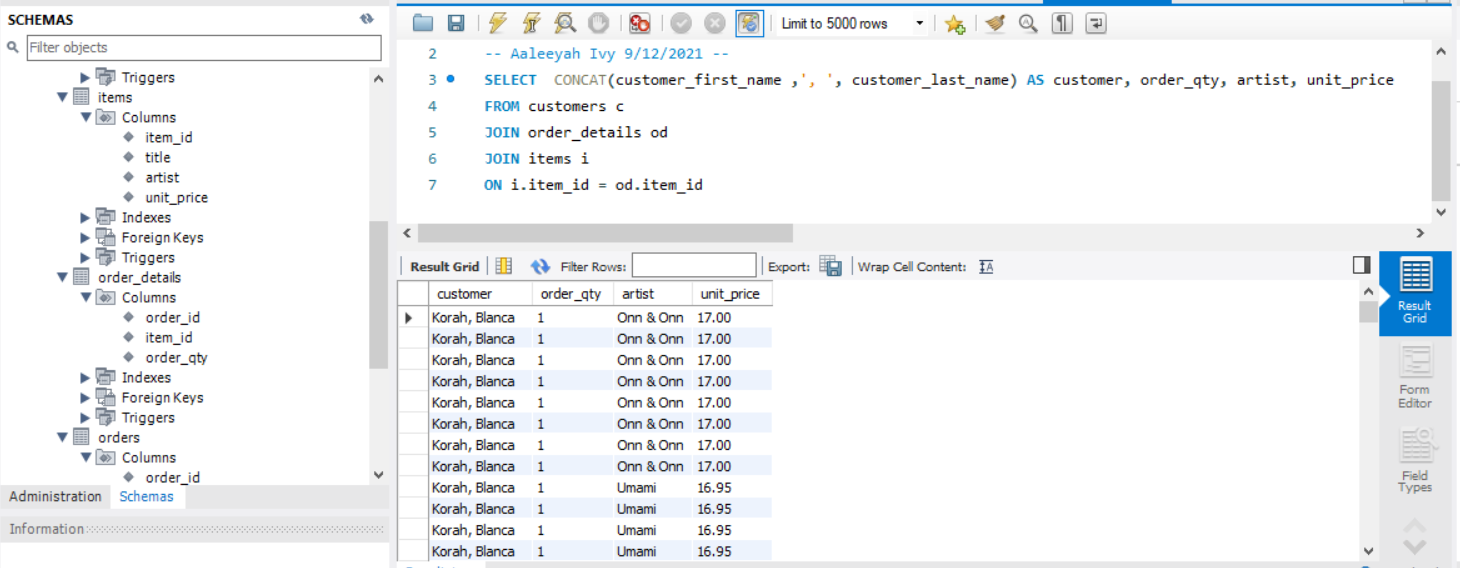 SCHEMAS
Filter objects
Triggers
items
Columns
item_id
title
artist
unit_price
Indexes
Foreign Keys
Triggers
order_details
Columns
order_id
item_id
order_qty
Indexes
Foreign Keys
Triggers
orders
Columns
order_id
Administration Schemas
Information
Limit to 5000 rows
2 -- Aaleeyah Ivy 9/12/2021 --
3 SELECT CONCAT(customer_first_name ,', ', customer_last_name) AS customer, order_qty, artist, unit_price
4 FROM customers c
5 JOIN order_details od
6 JOIN items i
7 ON i.item_id = od.item_id
Result Grid Filter Rows: Export: Wrap Cell Content:
customer order_qty artist unit_price
Korah, Blanca 1 Onn & Onn 17.00
Korah, Blanca 1 Onn & Onn 17.00
Korah, Blanca 1 Onn & Onn 17.00
Korah, Blanca 1 Onn & Onn 17.00
Korah, Blanca 1 Onn & Onn 17.00
Korah, Blanca 1 Onn & Onn 17.00
Korah, Blanca 1 Onn & Onn 17.00
Korah, Blanca 1 Onn & Onn 17.00
Korah, Blanca 1 Umami 16.95
Korah, Blanca 1 Umami 16.95
Korah, Blanca 1 Umami 16.95
Korah, Blanca 1 Umami 16.95
Result
Grid
Form
Editor
Field
Types